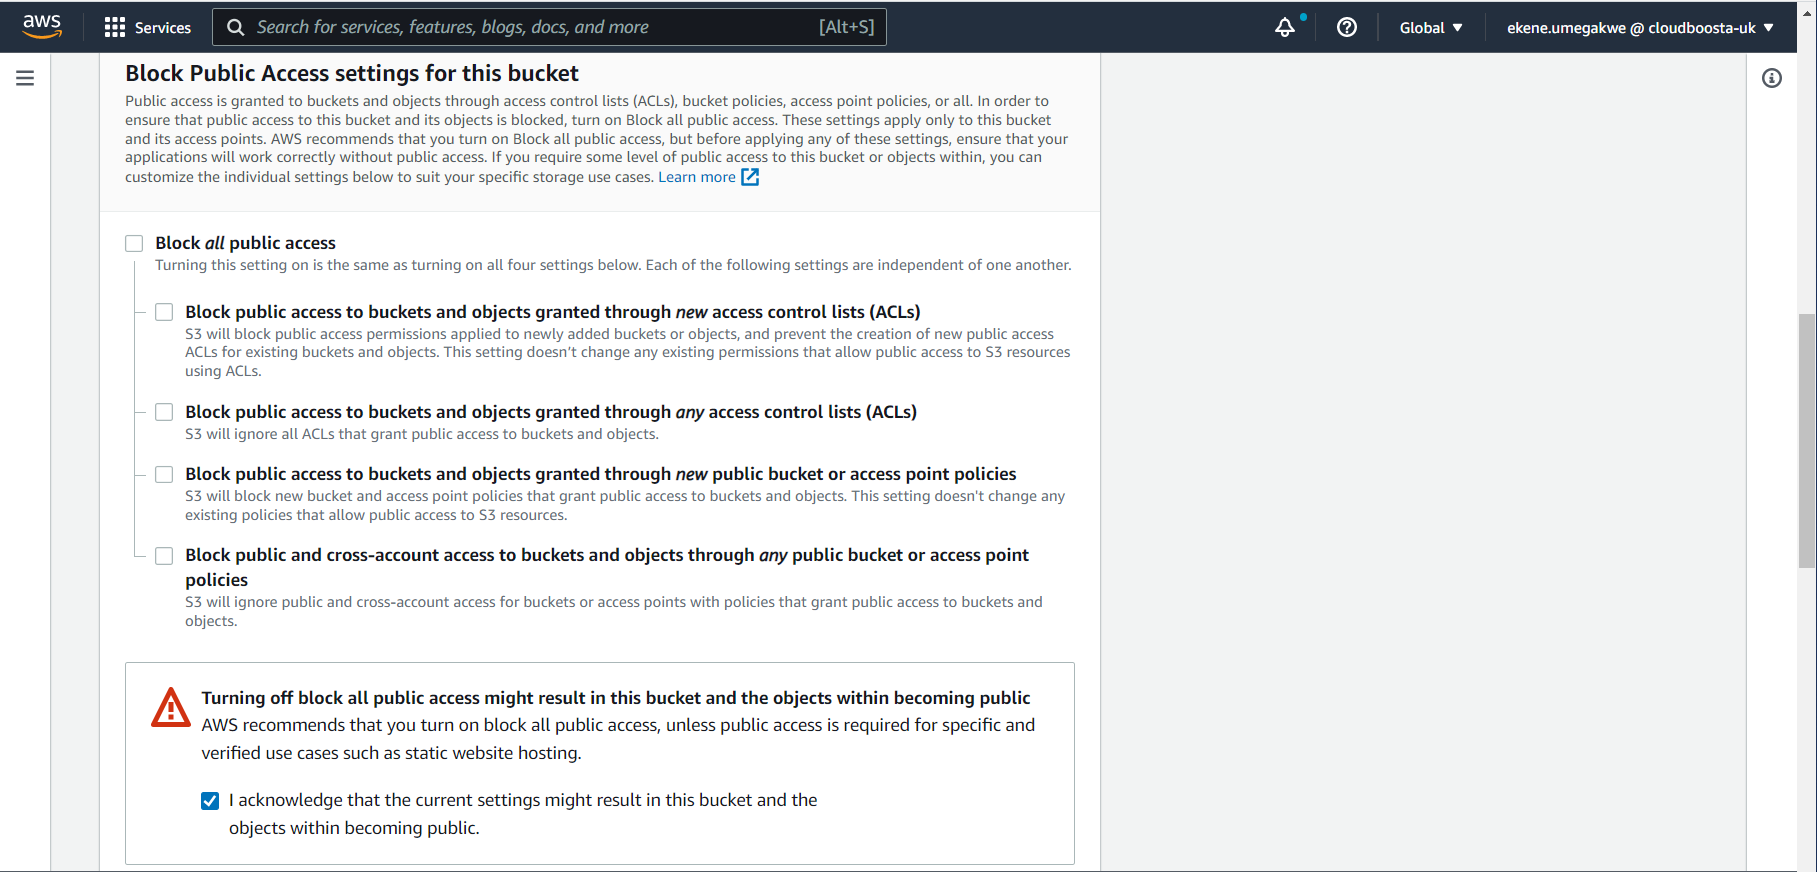 aws
Services
Search for services, features, blogs, docs, and more [Alt+S]
Global
ekene.umegakwe @ cloudboosta-uk
Block Public Access settings for this bucket
Public access is granted to buckets and objects through access control lists (ACLs), bucket policies, access point policies, or all. In order to
ensure that public access to this bucket and its objects is blocked, turn on Block all public access. These settings apply only to this bucket
and its access points. AWS recommends that you turn on Block all public access, but before applying any of these settings, ensure that your
applications will work correctly without public access. If you require some level of public access to this bucket or objects within, you can
customize the individual settings below to suit your specific storage use cases. Learn more
Block all public access
Turning this setting on is the same as turning on all four settings below. Each of the following settings are independent of one another.
Block public access to buckets and objects granted through new access control lists (ACLs)
S3 will block public access permissions applied to newly added buckets or objects, and prevent the creation of new public access
ACLs for existing buckets and objects. This setting doesn't change any existing permissions that allow public access to S3 resources
using ACLs.
Block public access to buckets and objects granted through any access control lists (ACLs)
S3 will ignore all ACLs that grant public access to buckets and objects.
Block public access to buckets and objects granted through new public bucket or access point policies
S3 will block new bucket and access point policies that grant public access to buckets and objects. This setting doesn't change any
existing policies that allow public access to S3 resources.
Block public and cross-account access to buckets and objects through any public bucket or access point
policies
S3 will ignore public and cross-account access for buckets or access points with policies that grant public access to buckets and
objects.
Turning off block all public access might result in this bucket and the objects within becoming public
AWS recommends that you turn on block all public access, unless public access is required for specific and
verified use cases such as static website hosting.
I acknowledge that the current settings might result in this bucket and the
objects within becoming public.